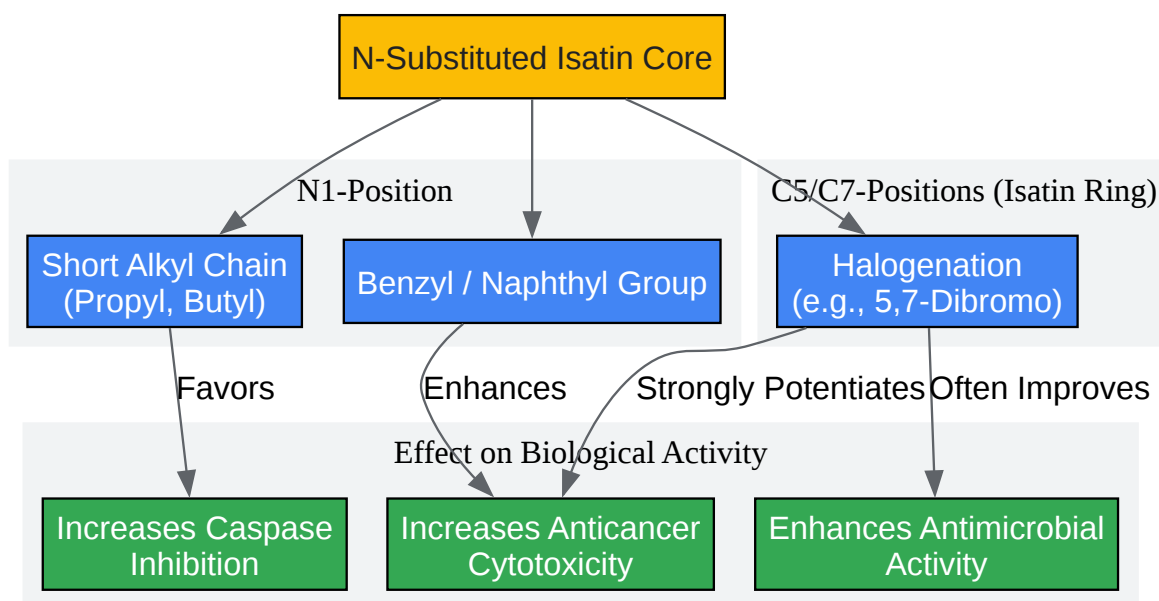 N-Substituted Isatin Core
N1-Position
C5/C7-Positions (Isatin Ring)
Short Alkyl Chain
(Propyl, Butyl)
Benzyl / Naphthyl Group
Halogenation
(e.g., 5,7-Dibromo)
Favors
Enhances
Strongly Potentiates
Often Improves
Effect on Biological Activity
Increases Caspase
Inhibition
Increases Anticancer
Cytotoxicity
Enhances Antimicrobial
Activity